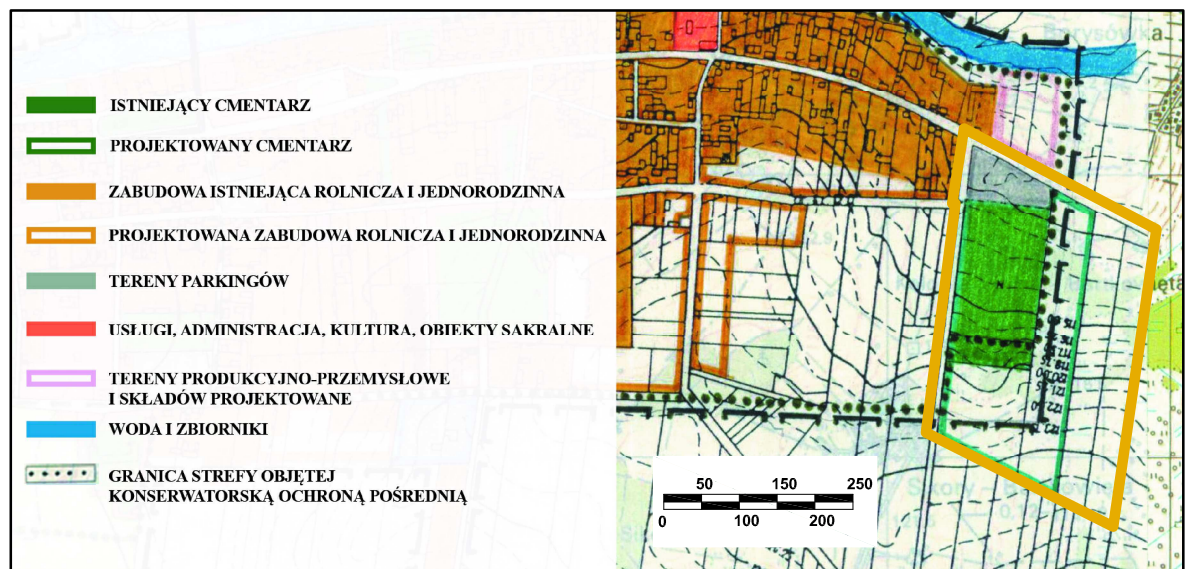 ISTNIEJĄCY CMENTARZ
PROJEKTOWANY CMENTARZ
ZABUDOWA ISTNIEJĄCA ROLNICZA I JEDNORODZINNA
PROJEKTOWANA ZABUDOWA ROLNICZA I JEDNORODZINNA
TERENY PARKINGÓW
USŁUGI, ADMINISTRACJA, KULTURA, OBIEKTY SAKRALNE
TERENY PRODUKCYJNO-PRZEMYSŁOWE
I SKŁADÓW PROJEKTOWANE
WODA I ZBIORNIKI
GRANICA STREFY OBJĘTEJ
KONSERWATORSKĄ OCHRONĄ POŚREDNIĄ
Borysówka
N
50 150 250
0 100 200